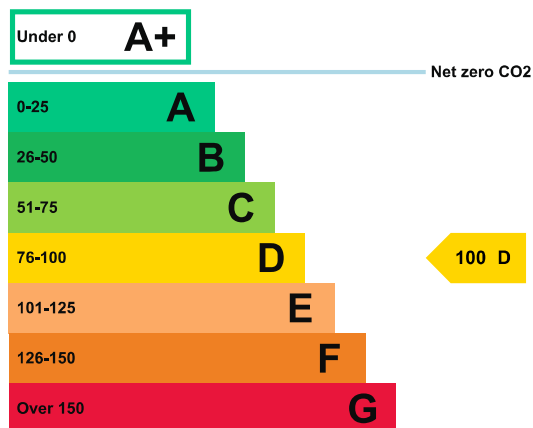 Under 0 A+
Net zero CO2
0-25 A
26-50 B
51-75 C
76-100 D
100 D
101-125 E
126-150 F
Over 150 G